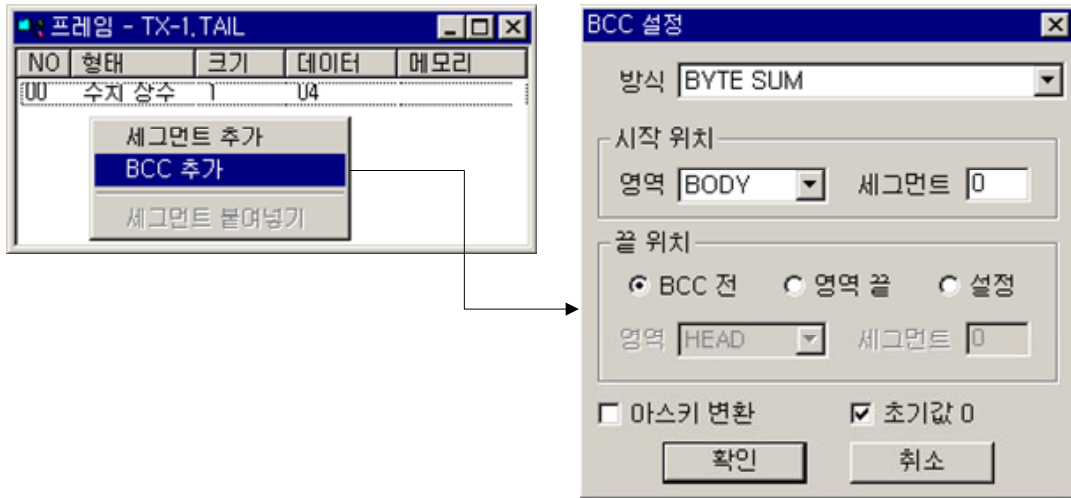 프레임 - TX-1.TAIL
NO 형태 크기 데이터 메모리
00 수치 상수 1 04
세그먼트 추가
BCC 추가
세그먼트 붙여넣기
BCC 설정
방식 BYTE SUM
시작 위치
영역 BODY 세그먼트 0
끝 위치
BCC 전 영역 끝 설정
영역 HEAD 세그먼트 0
아스키 변환 초기값 0
확인 취소